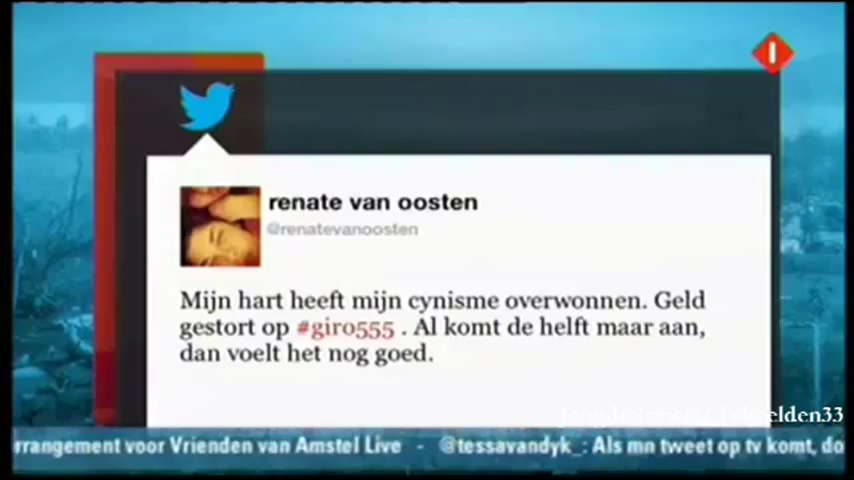 renate van oosten
@renatevanoosten
Mijn hart heeft mijn cynisme overwonnen. Geld
gestort op #giro555 . Al komt de helft maar aan,
dan voelt het nog goed.
elden33
rrangement voor Vrienden van Amstel Live - @tessavandyk_: Als mn tweet op tv komt, do